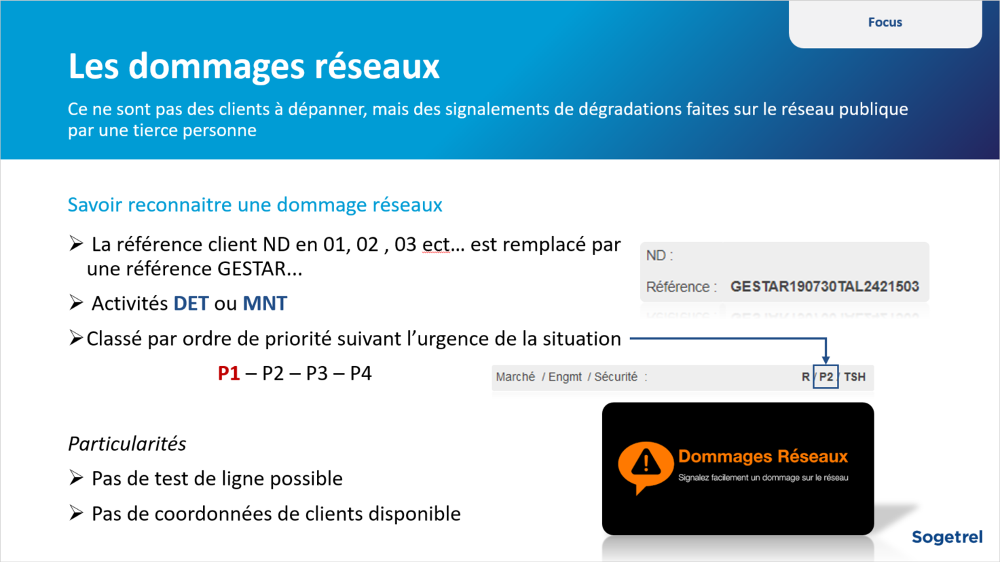 Focus
Les dommages réseaux
Ce ne sont pas des clients à dépanner, mais des signalements de dégradations faites sur le réseau publique
par une tierce personne
Savoir reconnaitre une dommage réseaux
La référence client ND en 01, 02 , 03 ect... est remplacé par
une référence GESTAR...
ND :
Référence : GESTAR190730TAL2421503
Activités DET ou MNT
Classé par ordre de priorité suivant l’urgence de la situation
P1 – P2 – P3 – P4
Marché / Engmt / Sécurité : R / P2 / TSH
Particularités
Pas de test de ligne possible
Pas de coordonnées de clients disponible
Dommages Réseaux
Signalez facilement un dommage sur le réseau
Sogetrel